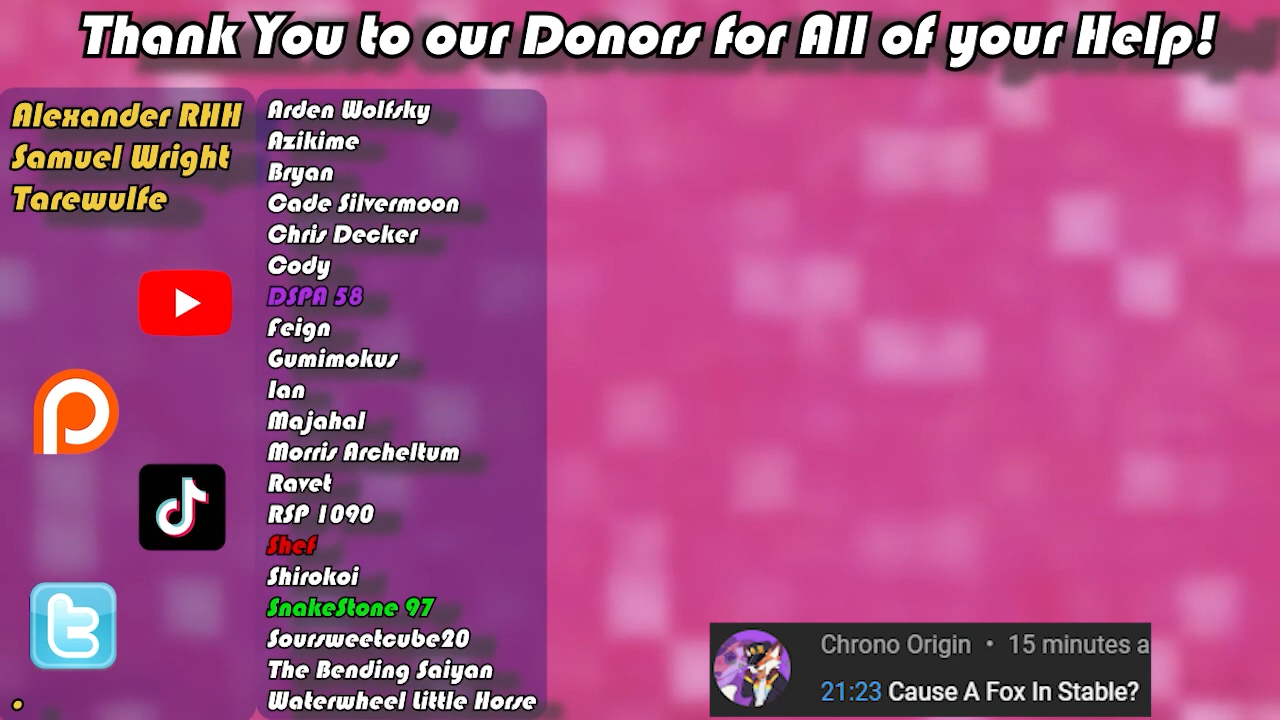 Thank You to our Donors for All of your Help!
Alexander RHH
Samuel Wright
Tarewulfe
Arden Wolfsky
Azikime
Bryan
Cade Silvermoon
Chris Decker
Cody
DSPA 58
Feign
Gumimokus
Ian
Majahal
Morris Archeltum
Ravet
RSP 1090
Shef
Shirokoi
SnakeStone 97
Soursweetcube20
The Bending Saiyan
Waterwheel Little Horse
Chrono Origin • 15 minutes a
21:23 Cause A Fox In Stable?